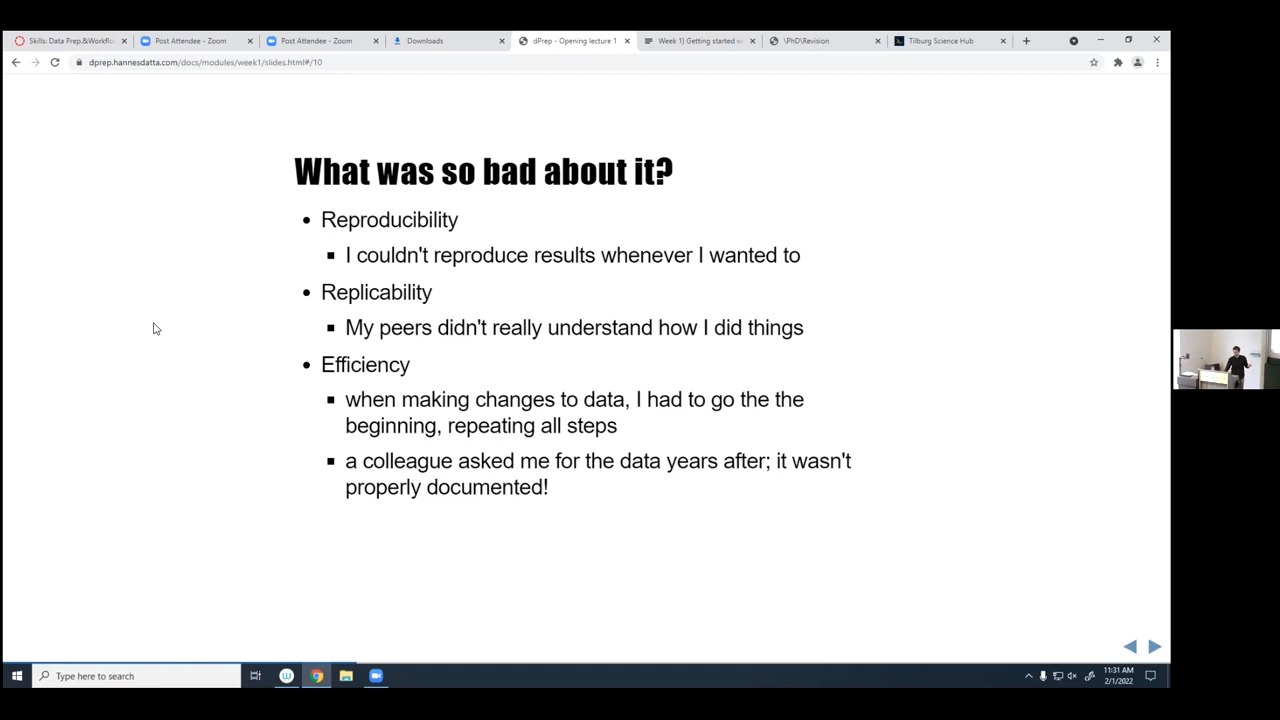 Skills: Data Prep.&Workflo
Post Attendee - Zoom
Post Attendee - Zoom
Downloads
dPrep - Opening lecture 1
Week 1) Getting started w
\PhD\Revision
Tilburg Science Hub
dprep.hannesdatta.com/docs/modules/week1/slides.html#/10
What was so bad about it?
Reproducibility
I couldn't reproduce results whenever I wanted to
Replicability
My peers didn't really understand how I did things
Efficiency
when making changes to data, I had to go the the
beginning, repeating all steps
a colleague asked me for the data years after; it wasn't
properly documented!
Type here to search
11:31 AM
2/1/2022